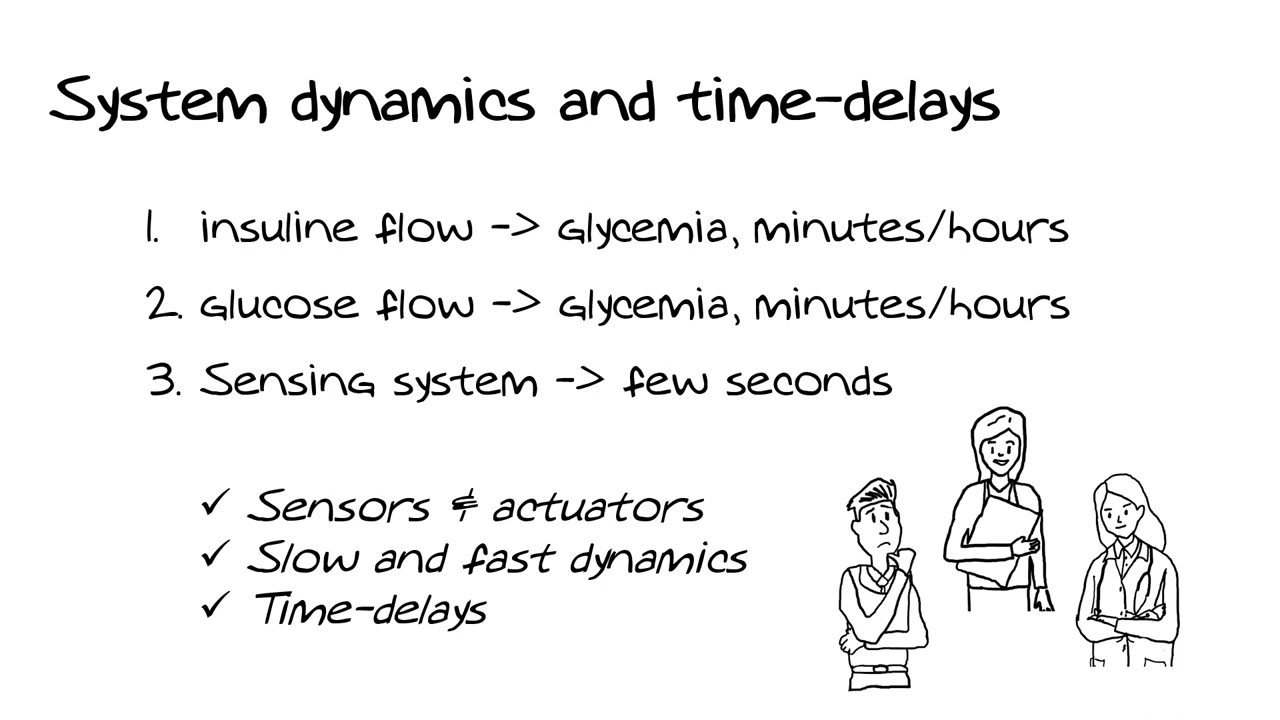 System dynamics and time-delays
1. insuline flow -> Glycemia, minutes/hours
2. Glucose flow -> Glycemia, minutes/hours
3. Sensing system -> few seconds
✓ Sensors & actuators
✓ Slow and fast dynamics
✓ Time-delays